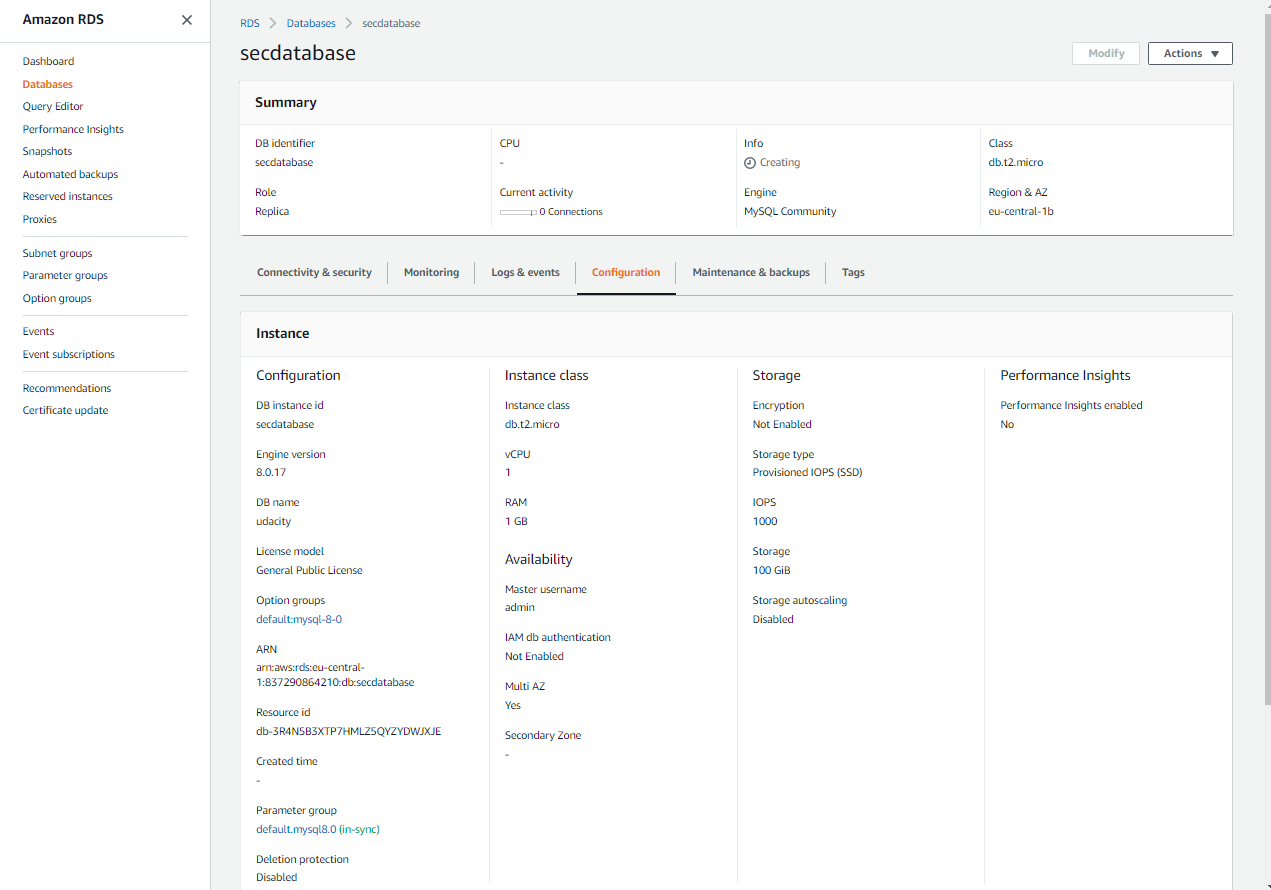 Amazon RDS
Dashboard
Databases
Query Editor
Performance Insights
Snapshots
Automated backups
Reserved instances
Proxies
Subnet groups
Parameter groups
Option groups
Events
Event subscriptions
Recommendations
Certificate update
RDS > Databases > secdatabase
secdatabase
Modify
Actions
Summary
DB identifier
secdatabase
CPU
-
Info
Creating
Class
db.t2.micro
Role
Replica
Current activity
0 Connections
Engine
MySQL Community
Region & AZ
eu-central-1b
Connectivity & security
Monitoring
Logs & events
Configuration
Maintenance & backups
Tags
Instance
Configuration
DB instance id
secdatabase
Engine version
8.0.17
DB name
udacity
License model
General Public License
Option groups
default:mysql-8-0
ARN
arn:aws:rds:eu-central-
1:837290864210:db:secdatabase
Resource id
db-3R4N5B3XTP7HMLZ5QYZYDWJXJE
Created time
-
Parameter group
default.mysql8.0 (in-sync)
Deletion protection
Disabled
Instance class
Instance class
db.t2.micro
vCPU
1
RAM
1 GB
Availability
Master username
admin
IAM db authentication
Not Enabled
Multi AZ
Yes
Secondary Zone
-
Storage
Encryption
Not Enabled
Storage type
Provisioned IOPS (SSD)
IOPS
1000
Storage
100 GiB
Storage autoscaling
Disabled
Performance Insights
Performance Insights enabled
No